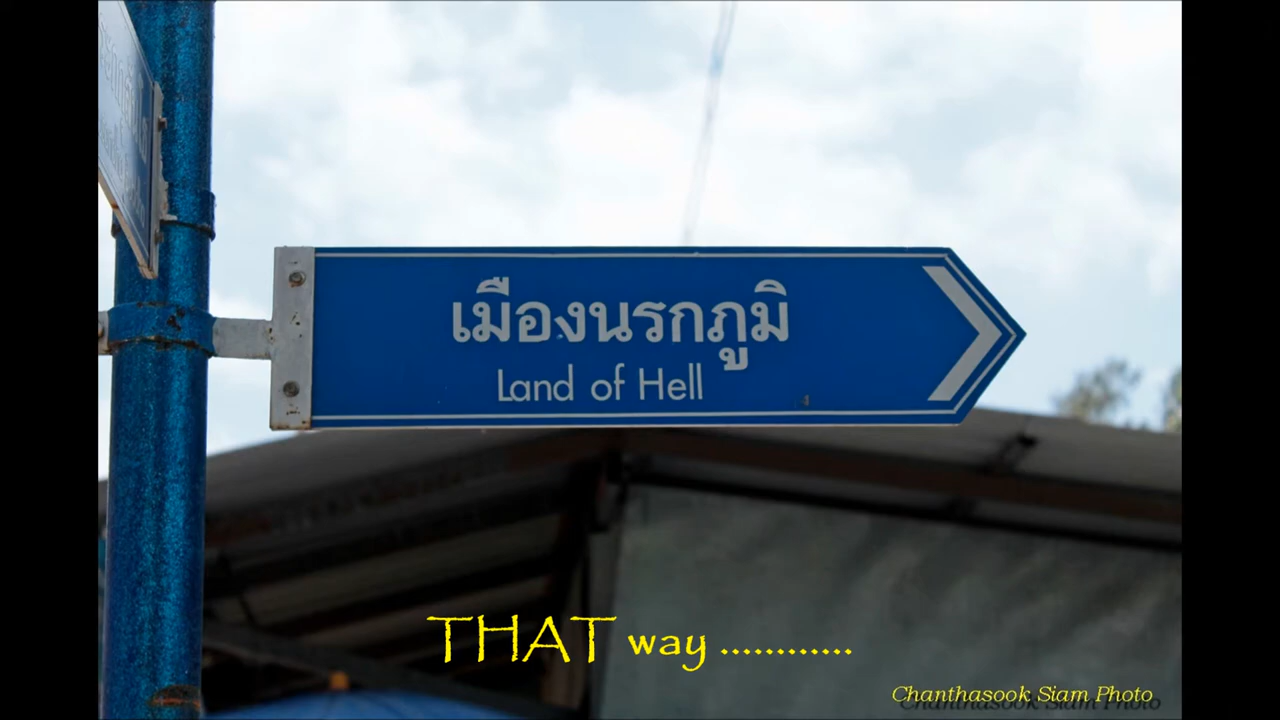 เมืองนรกภูมิ
Land of Hell
THAT way ............
Chanthasook Siam Photo